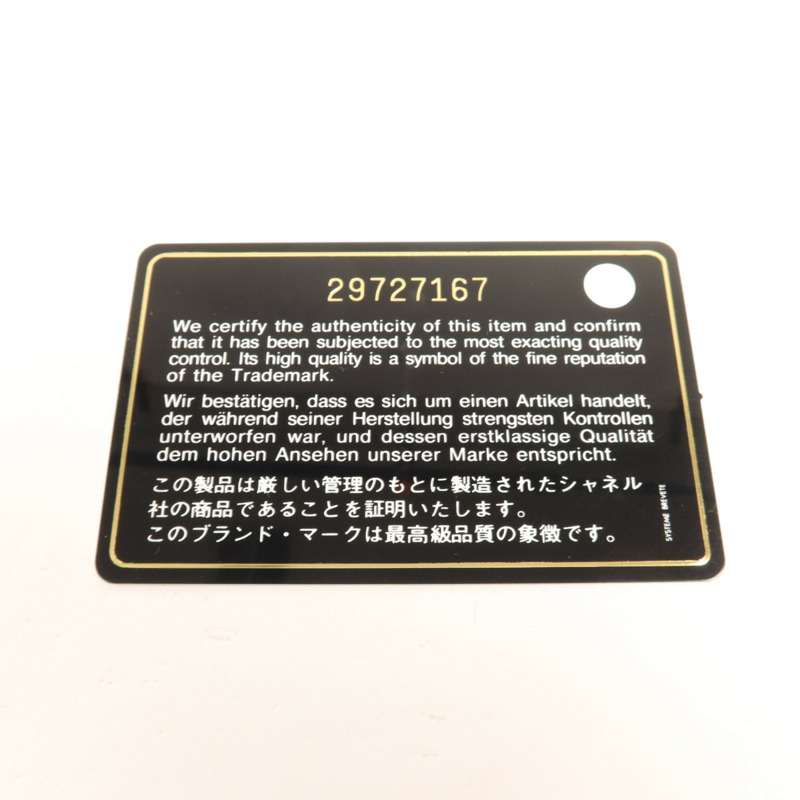 29727167
We certify the authenticity of this item and confirm
that it has been subjected to the most exacting quality
control. Its high quality is a symbol of the fine reputation
of the Trademark.
Wir bestätigen, dass es sich um einen Artikel handelt,
der während seiner Herstellung strengsten Kontrollen
unterworfen war, und dessen erstklassige Qualität
dem hohen Ansehen unserer Marke entspricht.
この製品は厳しい管理のもとに製造されたシャネル
社の商品であることを証明いたします。
このブランド・マークは最高級品質の象徴です。
SYSTEME BREVETE